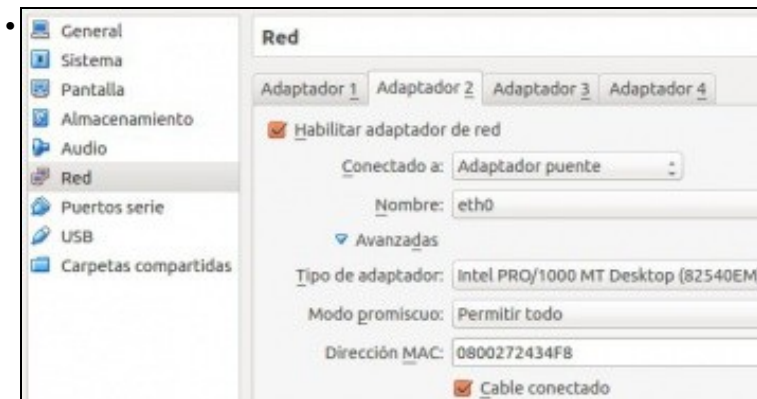 General
Sistema
Pantalla
Almacenamiento
Audio
Red
Puertos serie
USB
Carpetas compartidas
Red
Adaptador 1 Adaptador 2 Adaptador 3 Adaptador 4
Habilitar adaptador de red
Conectado a: Adaptador puente
Nombre: eth0
Avanzadas
Tipo de adaptador: Intel PRO/1000 MT Desktop (82540EM
Modo promiscuo: Permitir todo
Dirección MAC: 0800272434F8
Cable conectado